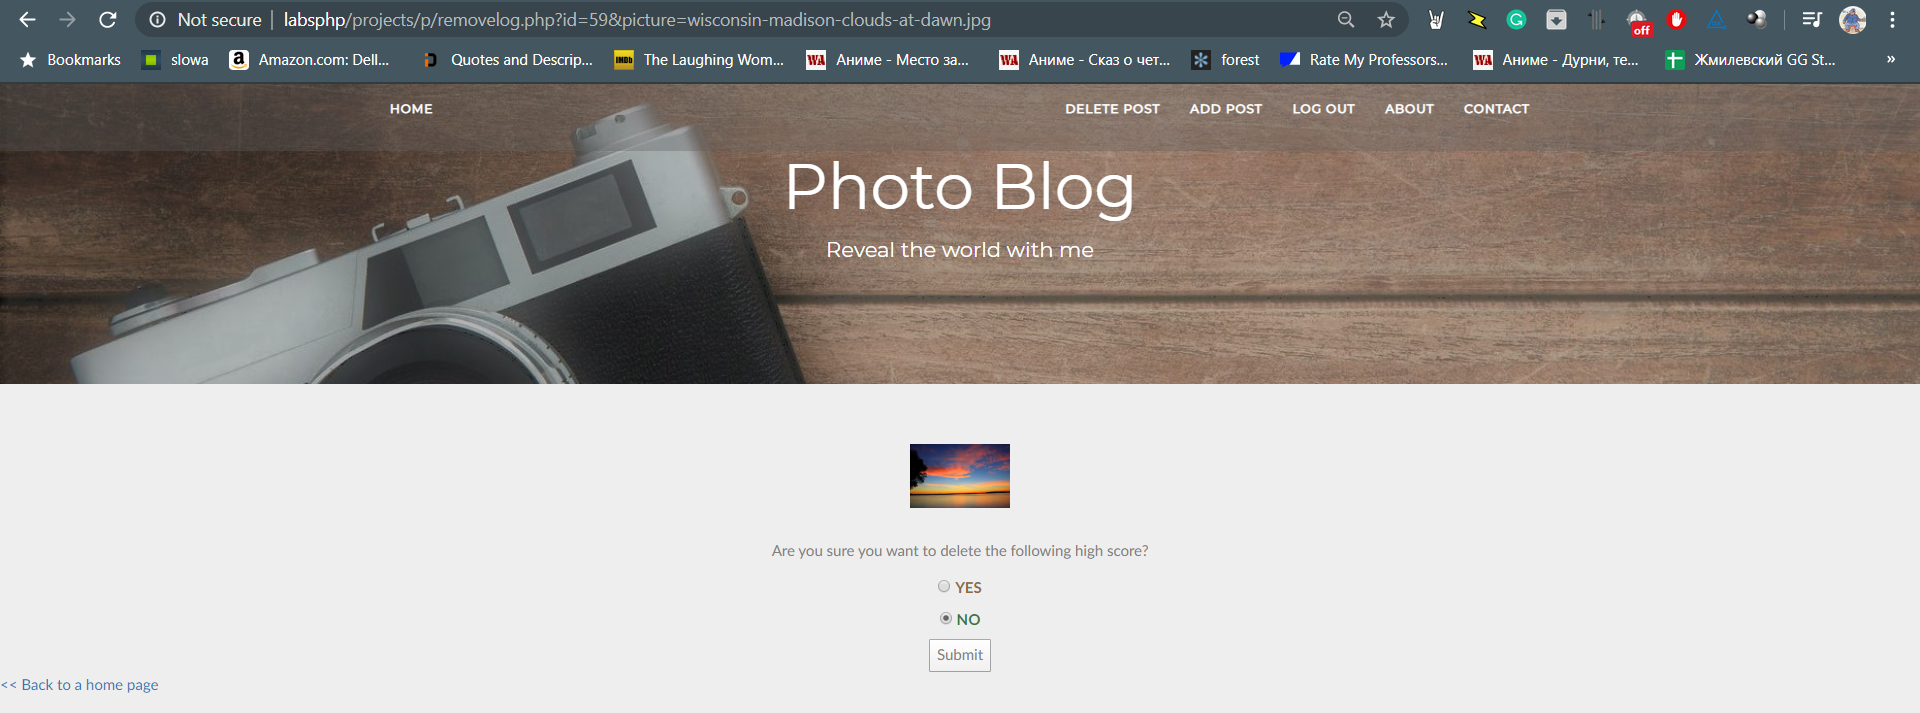 Not secure | labsphp/projects/p/removelog.php?id=59&picture=wisconsin-madison-clouds-at-dawn.jpg
off
Bookmarks slowa a Amazon.com: Dell... D IMDb Quotes and Descrip... The Laughing Wom... WA Аниме - Место за... WA Аниме - Сказ о чет... forest Rate My Professors... WA Аниме - Дурни, те... Жмилевский GG St... »
HOME DELETE POST ADD POST LOG OUT ABOUT CONTACT
Photo Blog
Reveal the world with me
Are you sure you want to delete the following high score?
YES
NO
Submit
<< Back to a home page